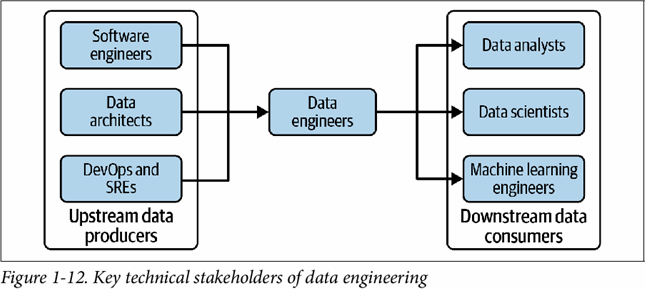 Software
engineers
Data
architects
DevOps and
SREs
Upstream data
producers
Data
engineers
Data analysts
Data scientists
Machine learning
engineers
Downstream data
consumers
Figure 1-12. Key technical stakeholders of data engineering